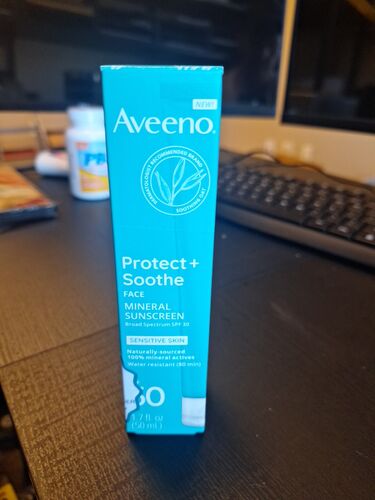 NEW!
Aveeno®
DERMATOLOGIST RECOMMENDED BRAND
SOOTHING OAT
Protect +
Soothe
FACE
MINERAL
SUNSCREEN
Broad Spectrum SPF 30
SENSITIVE SKIN
Naturally-sourced
100% mineral actives
Water resistant (80 min)
1.7 fl. oz
(50 mL)